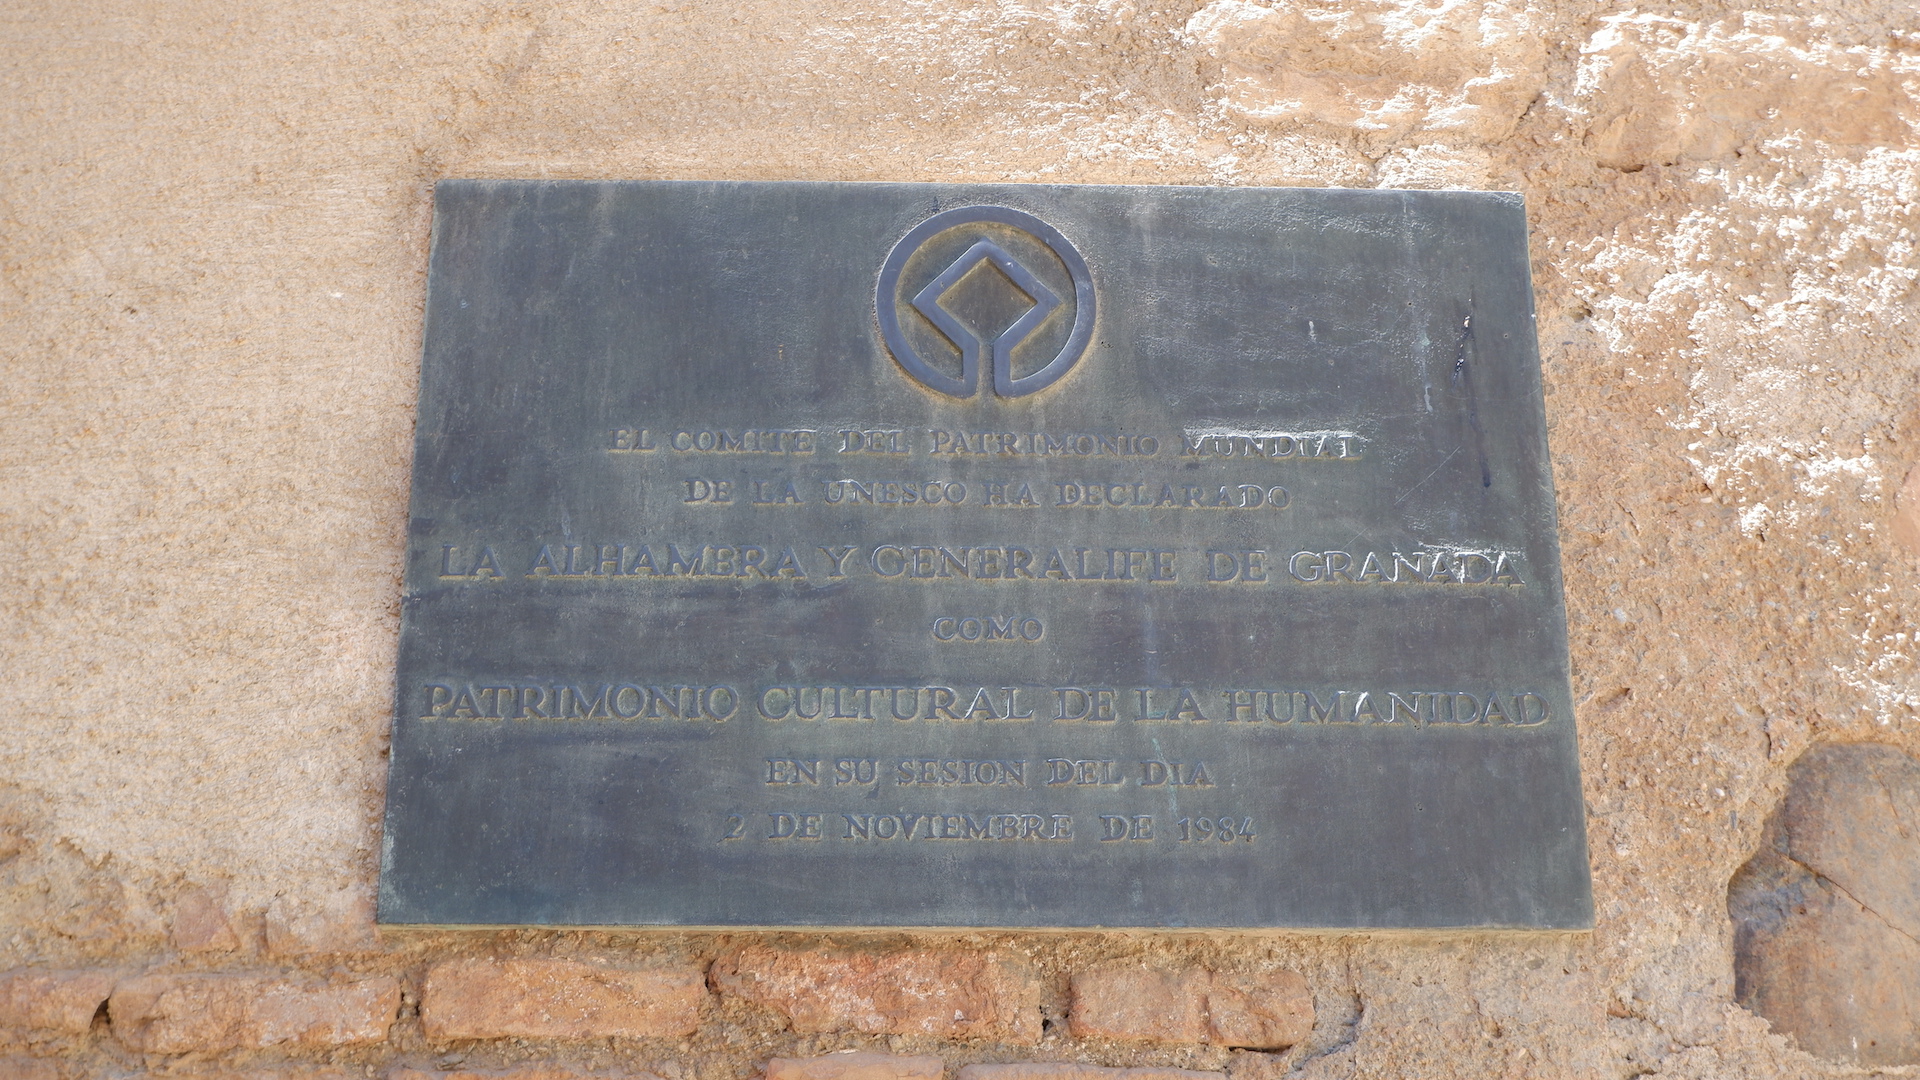 EL COMITE DEL PATRIMONIO MUNDIAL
DE LA UNESCO HA DECLARADO
LA ALHAMBRA Y GENERALIFE DE GRANADA
COMO
PATRIMONIO CULTURAL DE LA HUMANIDAD
EN SU SESION DEL DIA
2 DE NOVIEMBRE DE 1984